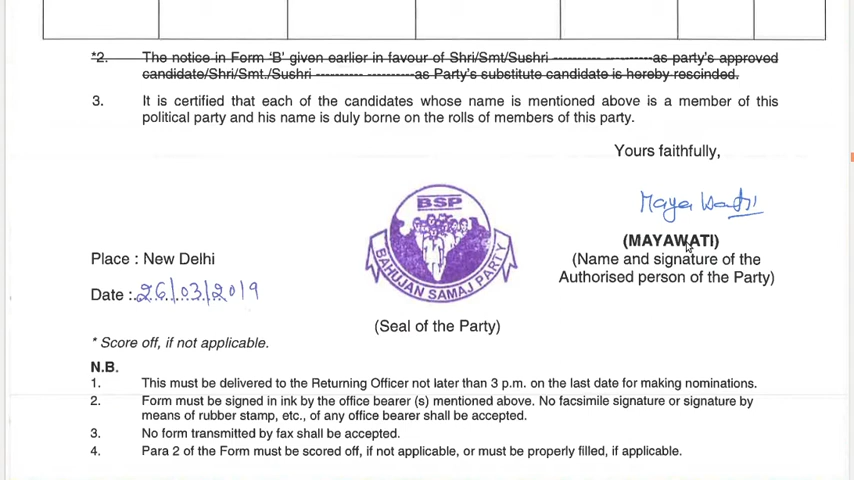 *2. The notice in Form 'B' given earlier in favour of Shri/Smt/Sushri ---------- ----------as party's approved
candidate/Shri/Smt./Sushri ---------- ----------as Party's substitute candidate is hereby rescinded.
3. It is certified that each of the candidates whose name is mentioned above is a member of this
political party and his name is duly borne on the rolls of members of this party.
Yours faithfully,
Mayawati
(MAYAWATI)
(Name and signature of the
Authorised person of the Party)
BSP
BAHUJAN SAMAJ PARTY
Place : New Delhi
Date :.26/.03/2019
(Seal of the Party)
* Score off, if not applicable.
N.B.
1. This must be delivered to the Returning Officer not later than 3 p.m. on the last date for making nominations.
2. Form must be signed in ink by the office bearer (s) mentioned above. No facsimile signature or signature by
means of rubber stamp, etc., of any office bearer shall be accepted.
3. No form transmitted by fax shall be accepted.
4. Para 2 of the Form must be scored off, if not applicable, or must be properly filled, if applicable.